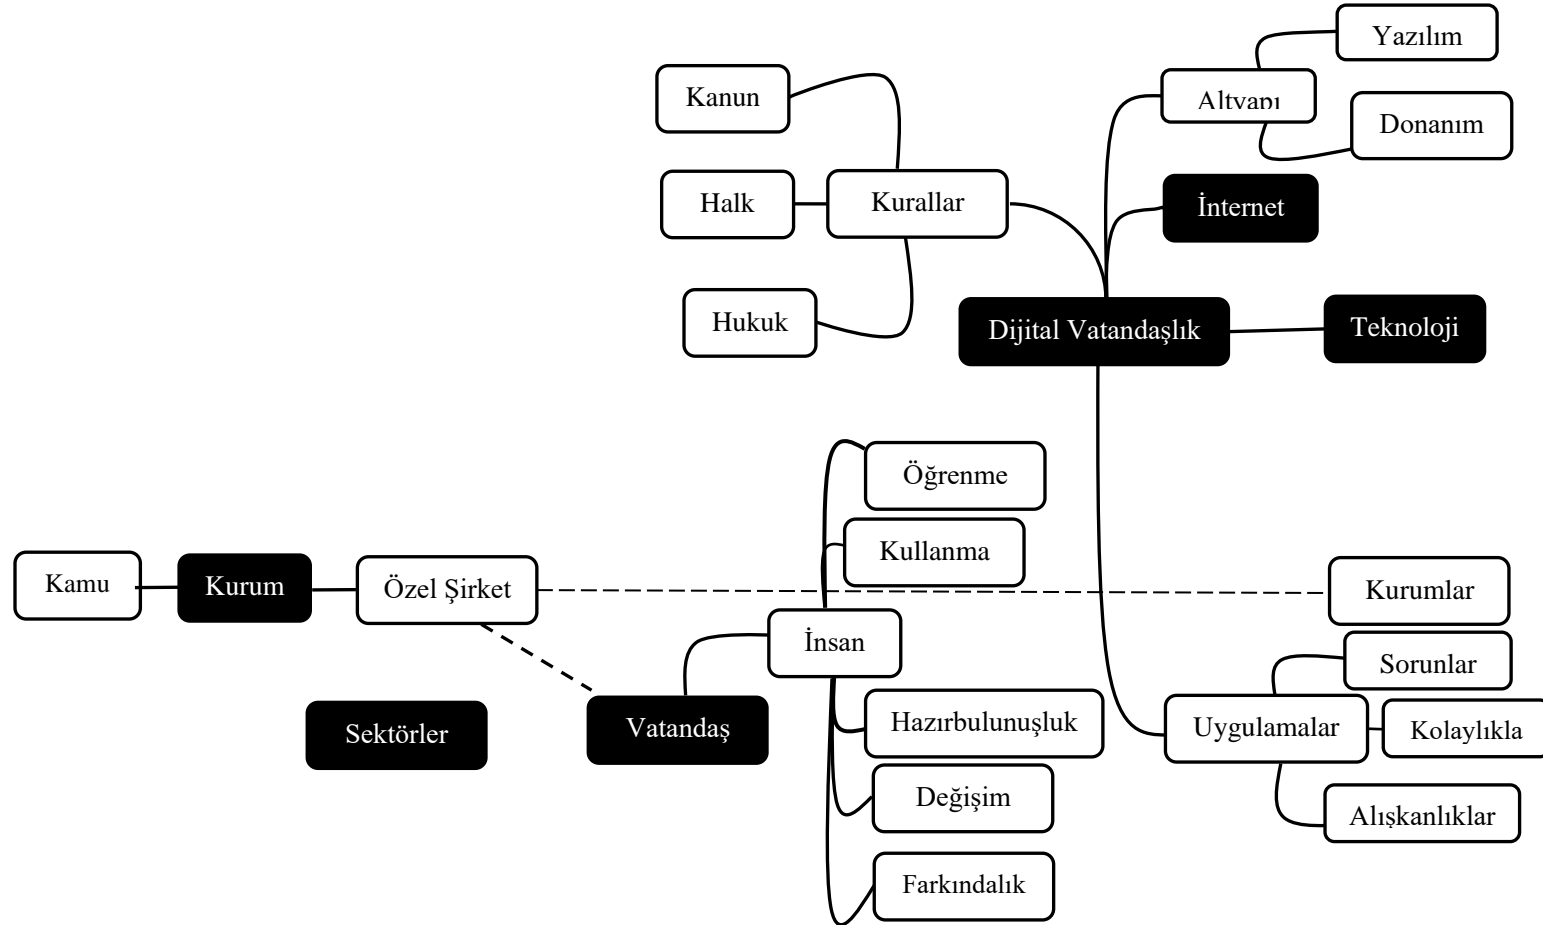 Yazılım
Kanun
Altyapı
Donanım
Halk
Kurallar
İnternet
Hukuk
Dijital Vatandaşlık
Teknoloji
Öğrenme
Kullanma
Kamu
Kurum
Özel Şirket
Kurumlar
İnsan
Sorunlar
Sektörler
Vatandaş
Hazırbulunuşluk
Uygulamalar
Kolaylıkla
Değişim
Alışkanlıklar
Farkındalık